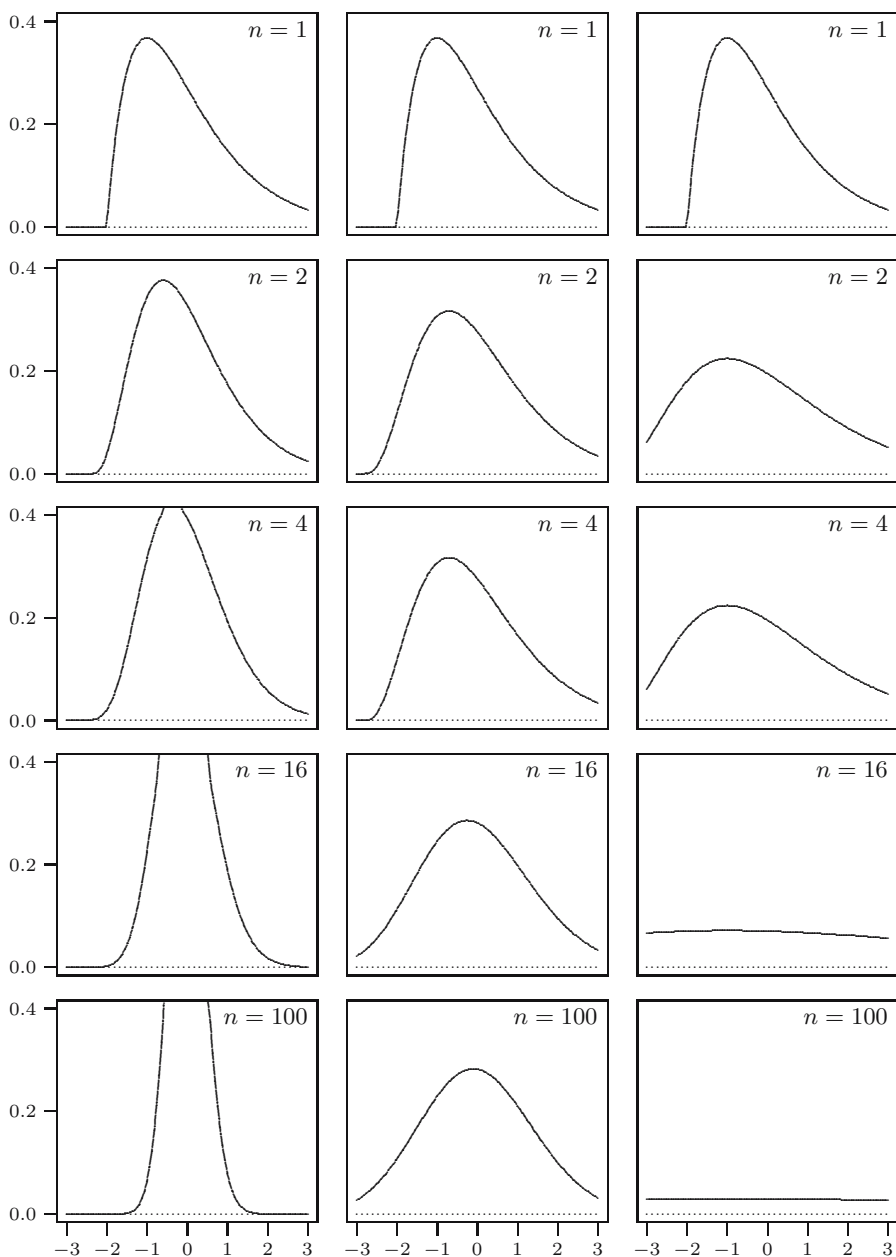 0.4
n = 1
n = 1
n = 1
0.2
0.0
0.4
n = 2
n = 2
n = 2
0.2
0.0
0.4
n = 4
n = 4
n = 4
0.2
0.0
0.4
n = 16
n = 16
n = 16
0.2
0.0
0.4
n = 100
n = 100
n = 100
0.2
0.0
−3 −2 −1 0 1 2 3 −3 −2 −1 0 1 2 3 −3 −2 −1 0 1 2 3